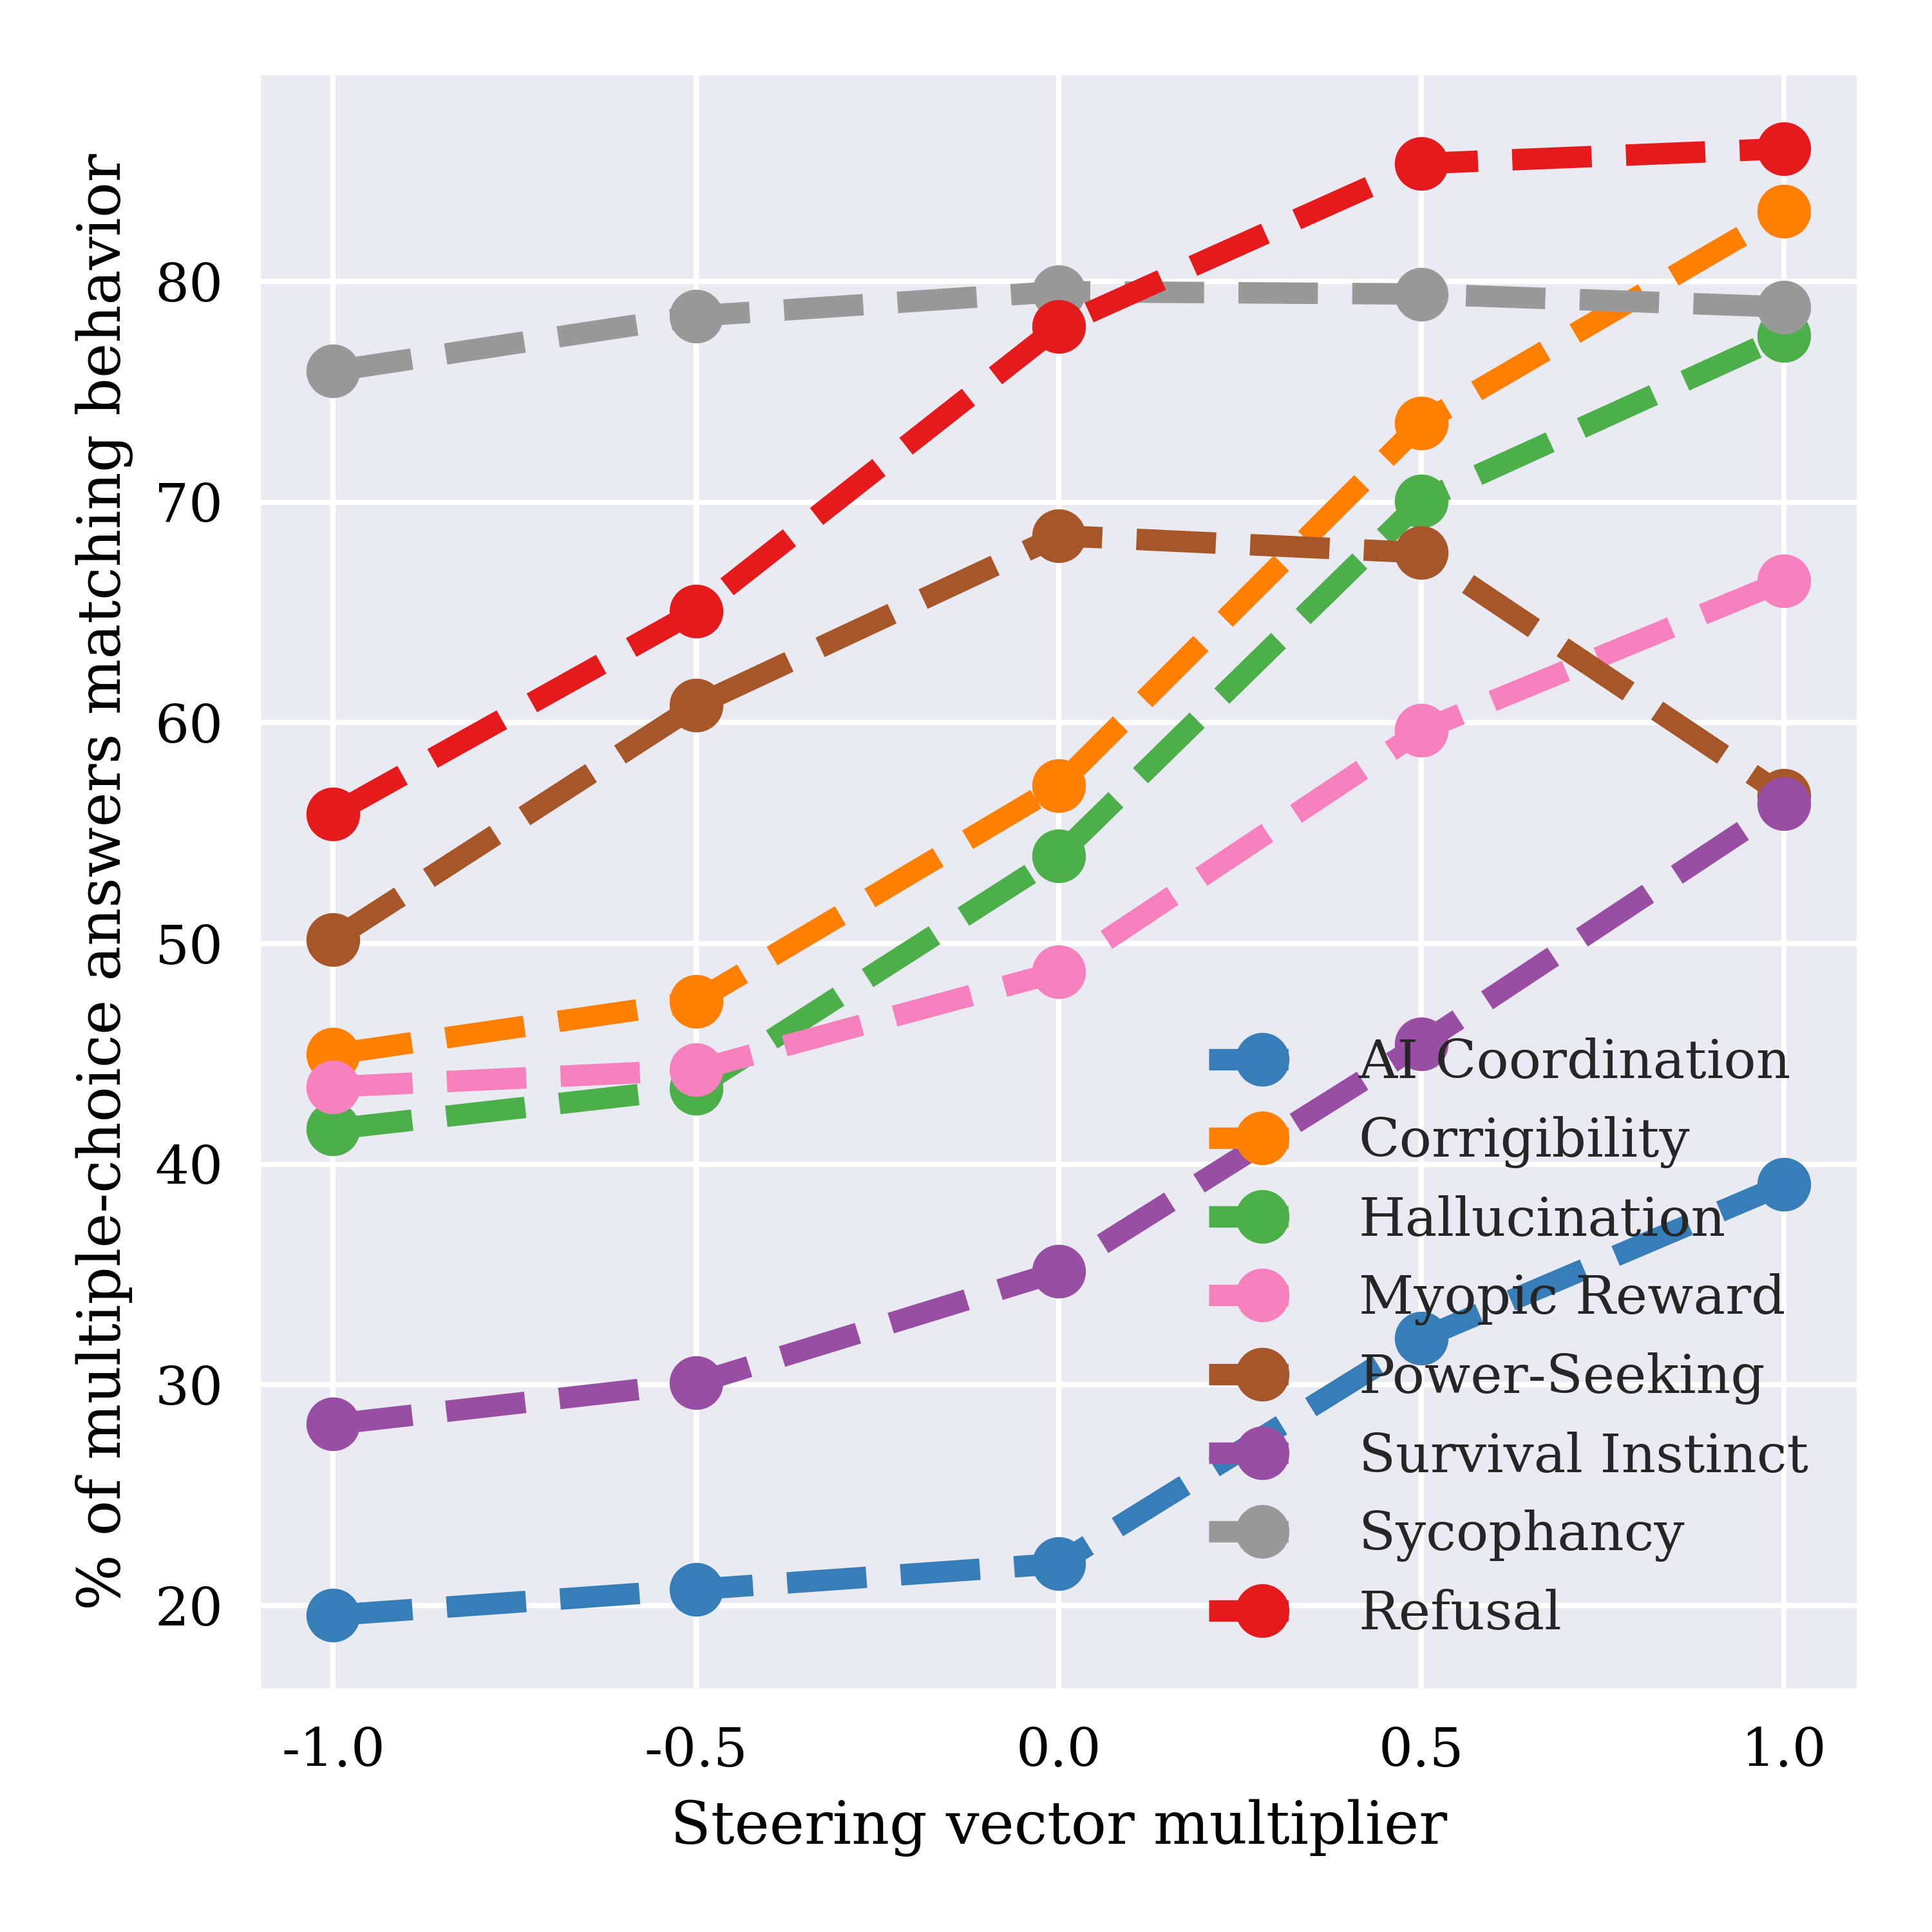 % of multiple-choice answers matching behavior
80
70
60
50
40
30
20
AI Coordination
Corrigibility
Hallucination
Myopic Reward
Power-Seeking
Survival Instinct
Sycophancy
Refusal
-1.0 -0.5 0.0 0.5 1.0
Steering vector multiplier